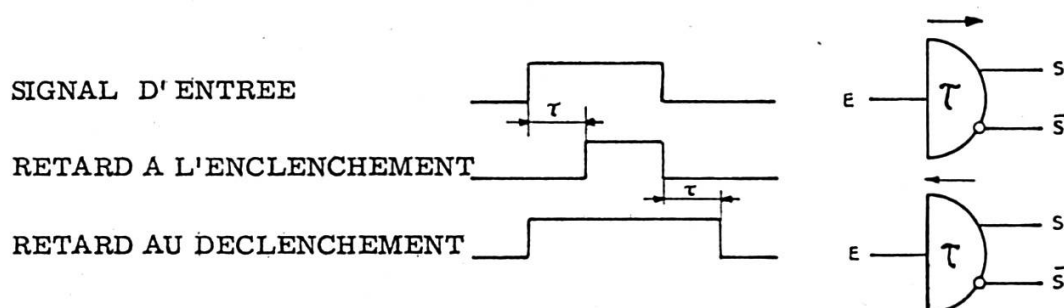 SIGNAL D'ENTREE
τ
E
τ
S
S̅
RETARD A L'ENCLENCHEMENT
τ
RETARD AU DECLENCHEMENT
E
τ
S
S̅